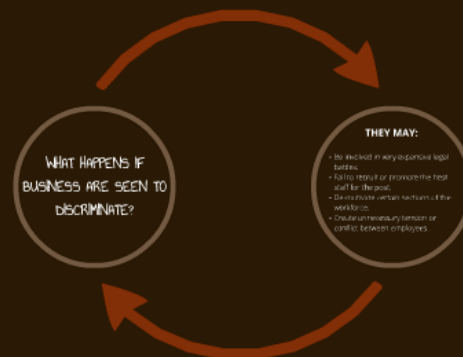 WHAT HAPPENS IF
BUSINESS ARE SEEN TO
DISCRIMINATE?
THEY MAY:
• Be involved in very expensive legal
battles.
• Fail to recruit or promote the best
staff for the post.
• De-motivate certain sections of the
workforce.
• Create unnecessary tension or
conflict between employees.